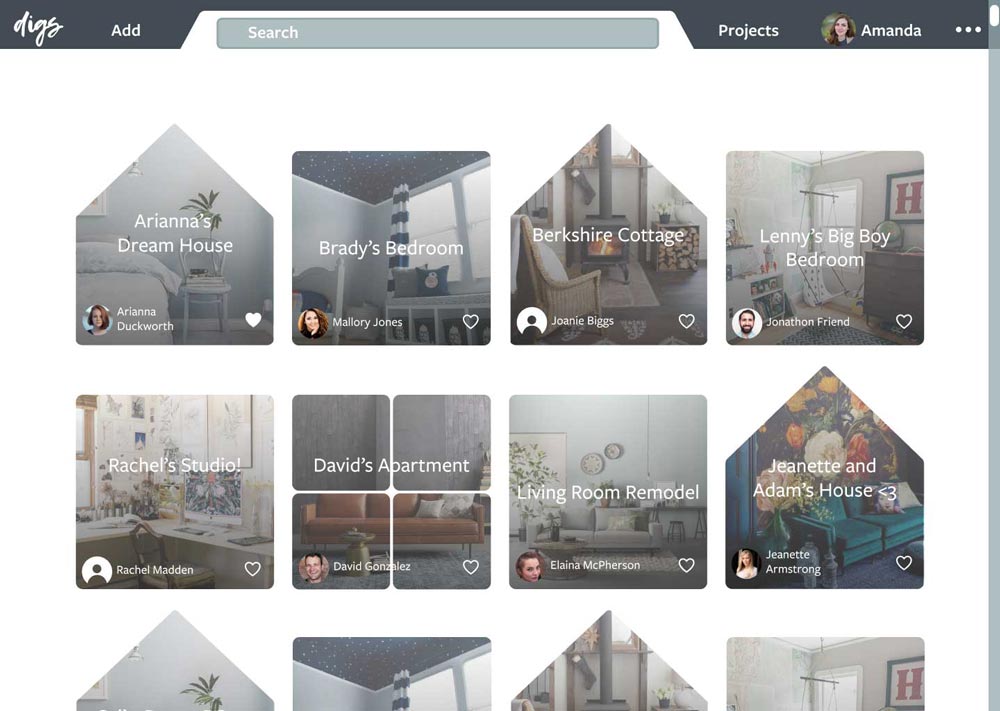 digs
Add
Search
Projects
Amanda
Arianna's
Dream House
Arianna
Duckworth
Brady's Bedroom
Mallory Jones
Berkshire Cottage
Joanie Biggs
H
Lenny's Big Boy
Bedroom
Jonathon Friend
Rachel's Studio!
Rachel Madden
David's Apartment
David Gonzalez
Living Room Remodel
Elaina McPherson
Jeanette and
Adam's House <3
Jeanette
Armstrong
H